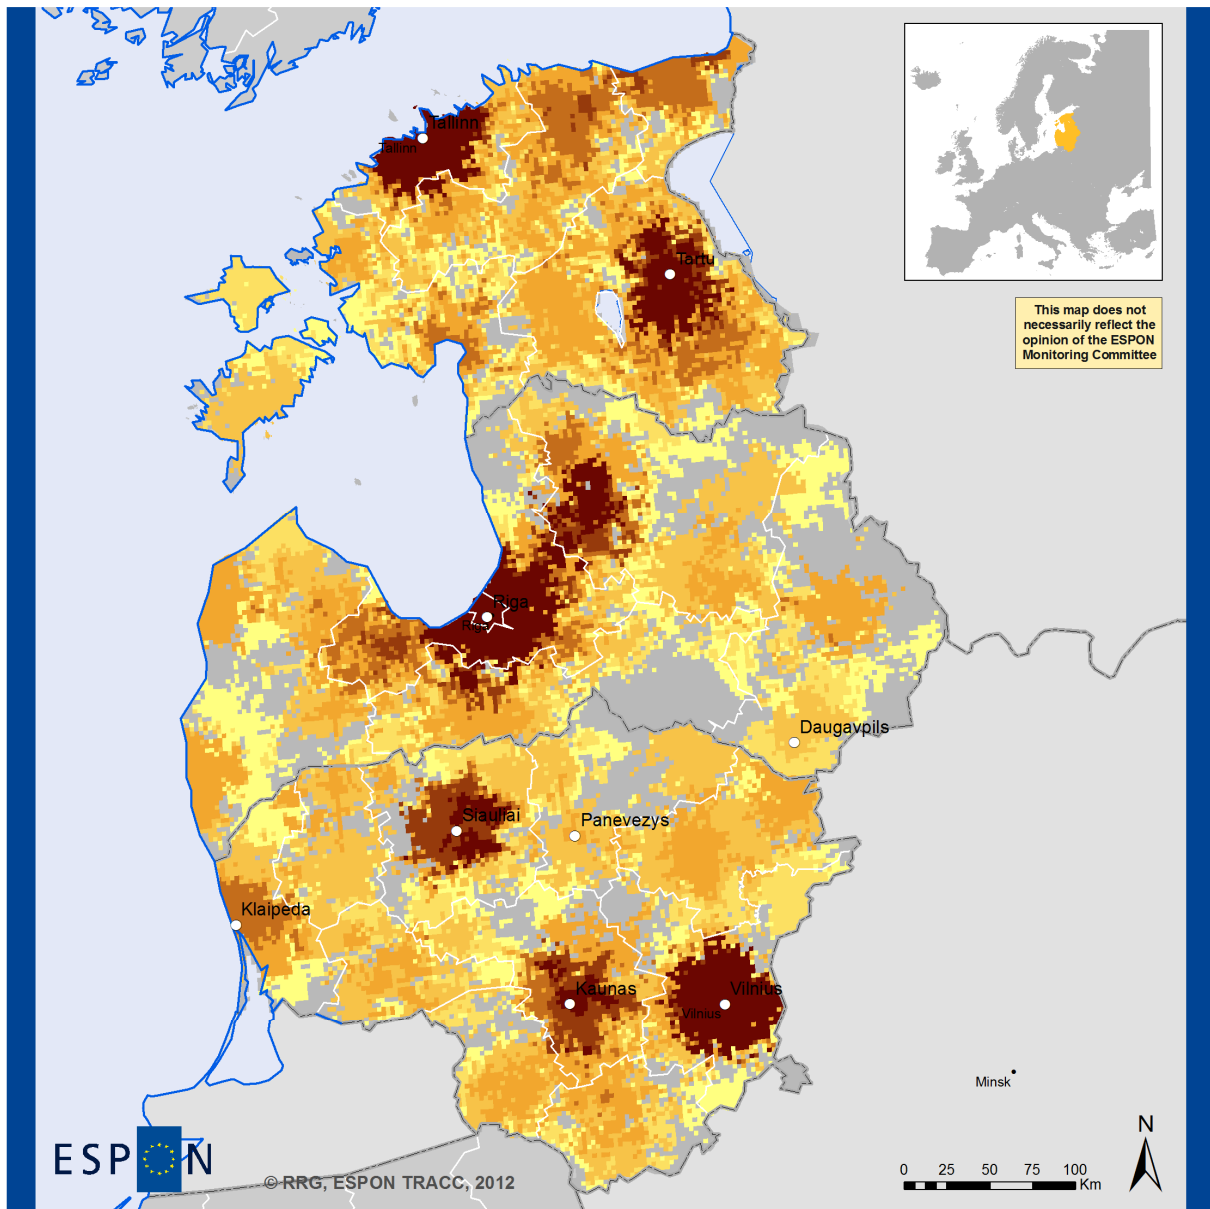 Tallinn
Tallinn
Tartu
This map does not
necessarily reflect the
opinion of the ESPON
Monitoring Committee
Riga
Riga
Daugavpils
Siauliai
Panevezys
Klaipeda
Kaunas
Vilnius
Vilnius
Minsk
N
ESPON
© RRG, ESPON TRACC, 2012
0 25 50 75 100
Km